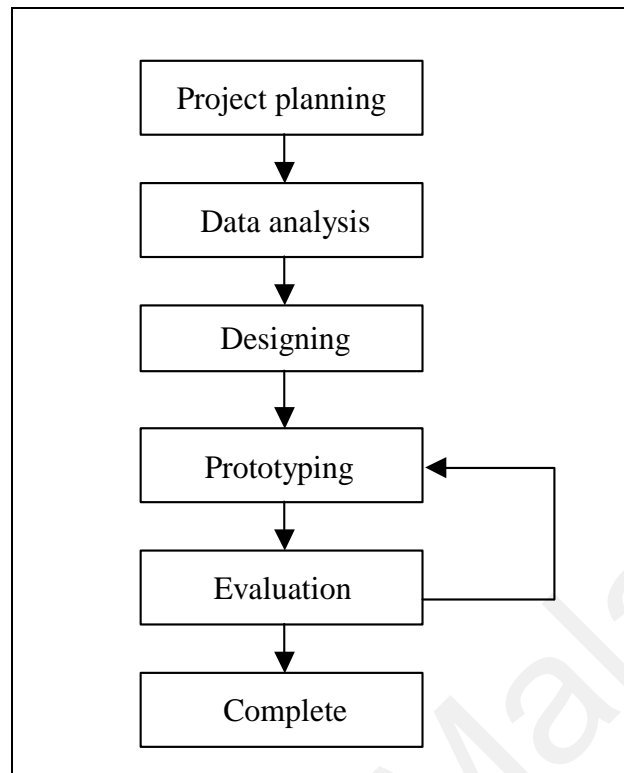 Project planning
Data analysis
Designing
Prototyping
Evaluation
Complete